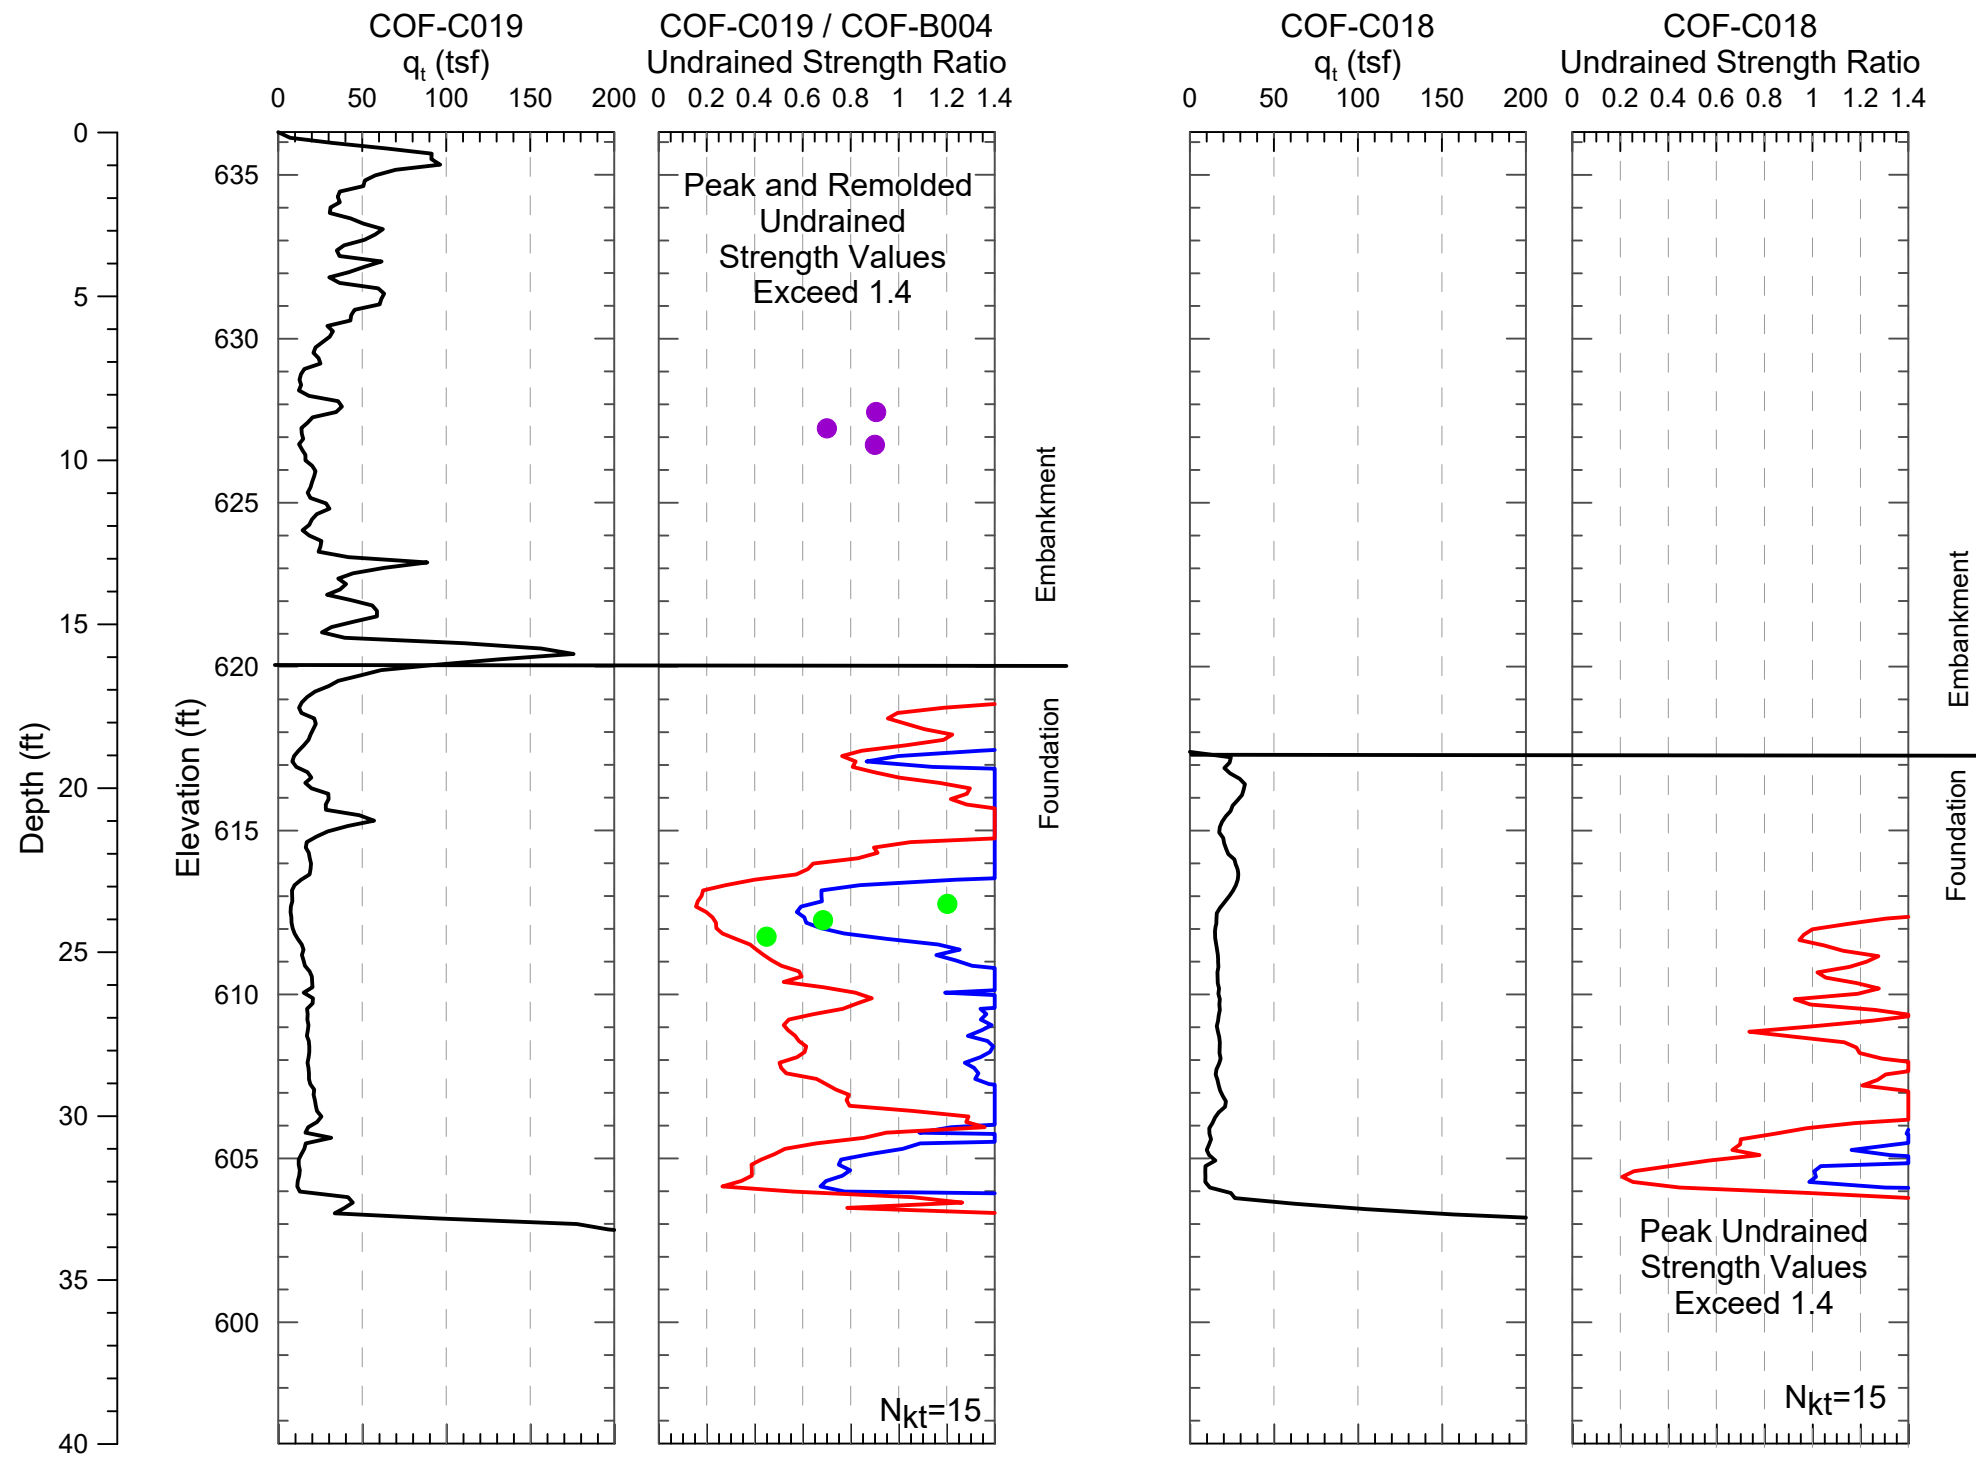 COF-C019
qt (tsf)
0 50 100 150 200
COF-C019 / COF-B004
Undrained Strength Ratio
0 0.2 0.4 0.6 0.8 1 1.2 1.4
COF-C018
qt (tsf)
0 50 100 150 200
COF-C018
Undrained Strength Ratio
0 0.2 0.4 0.6 0.8 1 1.2 1.4
Depth (ft)
0
5
10
15
20
25
30
35
40
Elevation (ft)
635
630
625
620
615
610
605
600
Peak and Remolded
Undrained
Strength Values
Exceed 1.4
Embankment
Foundation
Nkt=15
Embankment
Foundation
Peak Undrained
Strength Values
Exceed 1.4
Nkt=15